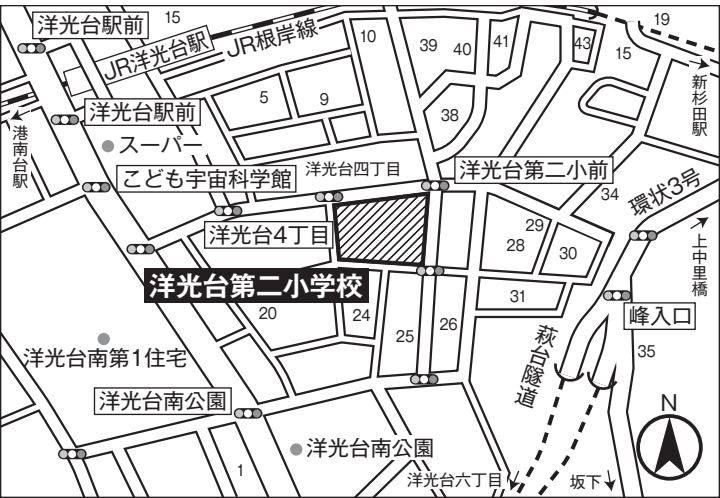 洋光台駅前
15
JR洋光台駅
JR根岸線
10
39
40
41
43
15
19
新杉田駅
5
9
38
洋光台駅前
港南台駅
スーパー
こども宇宙科学館
洋光台四丁目
洋光台第二小前
34
環状3号
洋光台4丁目
29
28
30
上中里橋
洋光台第二小学校
20
24
25
26
31
萩台隧道
峰入口
35
洋光台南第1住宅
洋光台南公園
1
洋光台南公園
洋光台六丁目
坂下
N